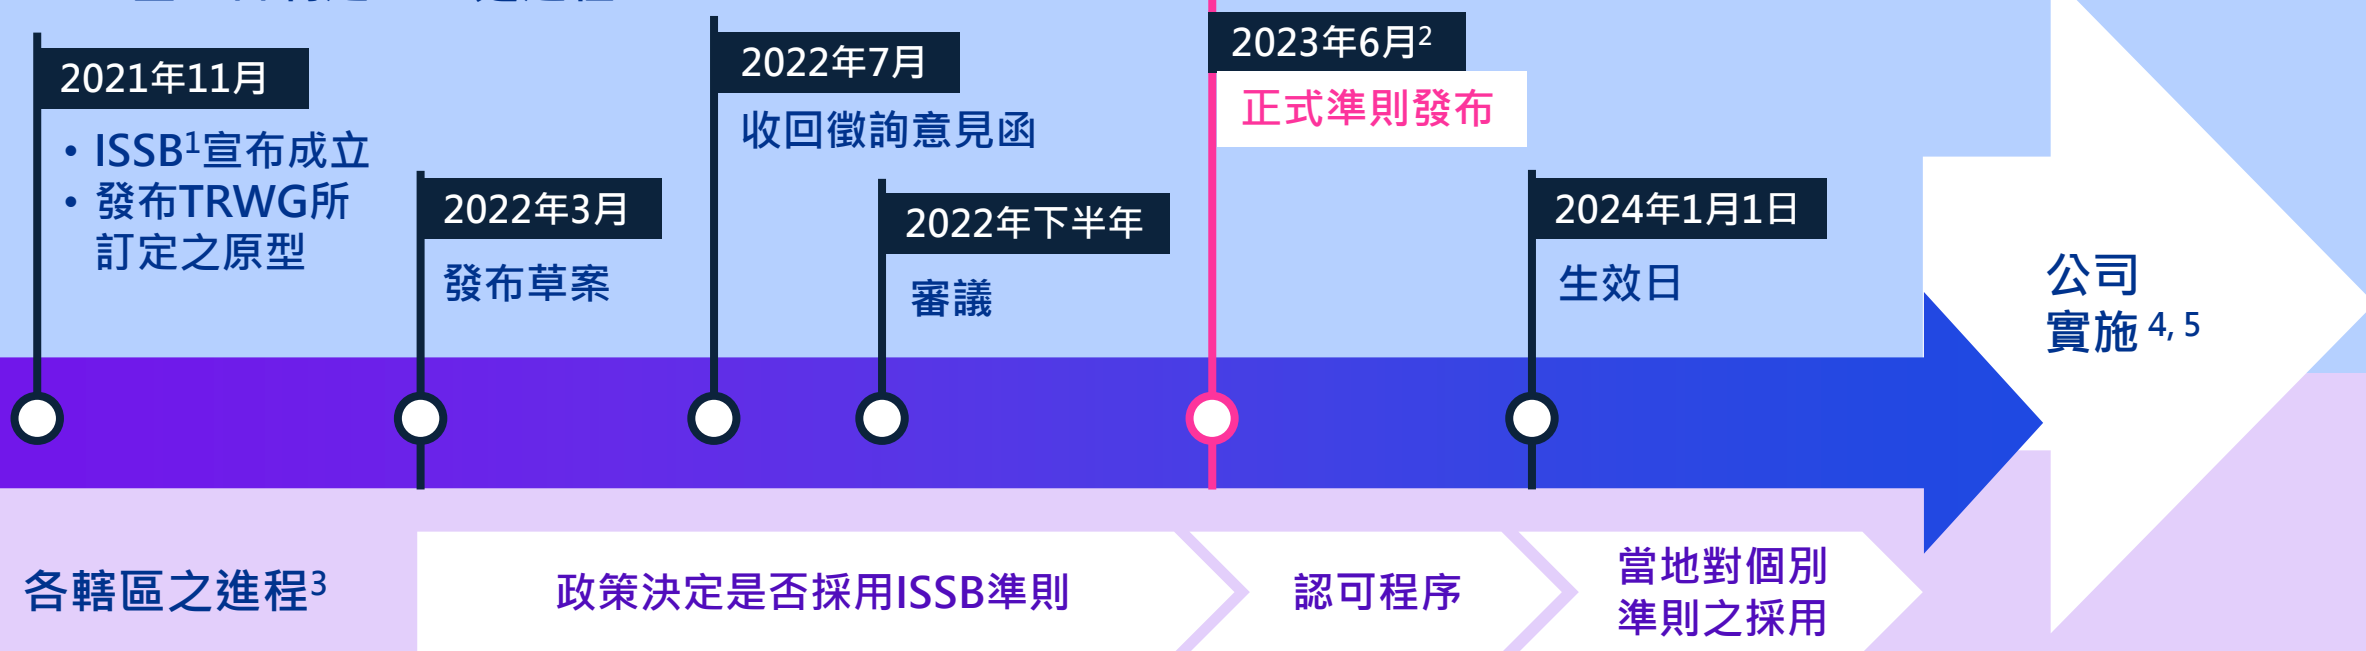 2021年11月
• ISSB¹宣布成立
• 發布TRWG所
訂定之原型
2022年3月
發布草案
2022年7月
收回徵詢意見函
2022年下半年
審議
2023年6月²
正式準則發布
2024年1月1日
生效日
公司
實施 4, 5
各轄區之進程³
政策決定是否採用ISSB準則
認可程序
當地對個別
準則之採用